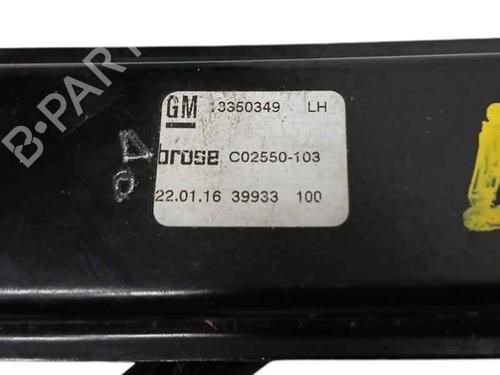 GM 13350349 LH
brose C02550-103
22.01.16 39933 100
B-PARTS